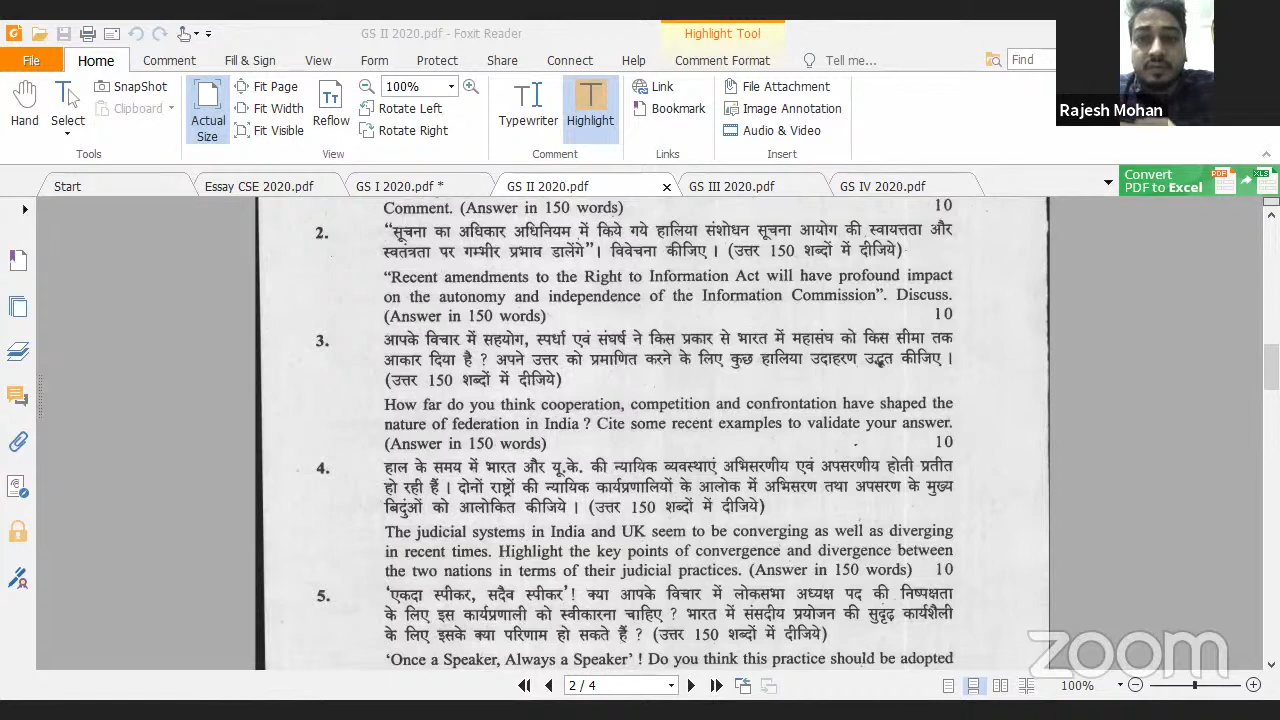 GS II 2020.pdf - Foxit Reader
Highlight Tool
File Home Comment Fill & Sign View Form Protect Share Connect Help Comment Format Tell me... Find
Rajesh Mohan
Hand
Select
SnapShot
Clipboard
Tools
Actual
Size
Fit Page
Fit Width
Fit Visible
Reflow
100%
Rotate Left
Rotate Right
View
Typewriter
Highlight
Comment
Link
Bookmark
Links
File Attachment
Image Annotation
Audio & Video
Insert
Start Essay CSE 2020.pdf GS I 2020.pdf * GS II 2020.pdf GS III 2020.pdf GS IV 2020.pdf
Convert
PDF to Excel
PDF XLS
Comment. (Answer in 150 words) 10
2. “सूचना का अधिकार अधिनियम में किये गये हालिया संशोधन सूचना आयोग की स्वायत्तता और
स्वतंत्रता पर गम्भीर प्रभाव डालेंगे”। विवेचना कीजिए। (उत्तर 150 शब्दों में दीजिये)
“Recent amendments to the Right to Information Act will have profound impact
on the autonomy and independence of the Information Commission”. Discuss.
(Answer in 150 words) 10
3. आपके विचार में सहयोग, स्पर्धा एवं संघर्ष ने किस प्रकार से भारत में महासंघ को किस सीमा तक
आकार दिया है ? अपने उत्तर को प्रमाणित करने के लिए कुछ हालिया उदाहरण उद्धृत कीजिए।
(उत्तर 150 शब्दों में दीजिये)
How far do you think cooperation, competition and confrontation have shaped the
nature of federation in India ? Cite some recent examples to validate your answer.
(Answer in 150 words) 10
4. हाल के समय में भारत और यू.के. की न्यायिक व्यवस्थाएं अभिसरणीय एवं अपसरणीय होती प्रतीत
हो रही हैं। दोनों राष्ट्रों की न्यायिक कार्यप्रणालियों के आलोक में अभिसरण तथा अपसरण के मुख्य
बिदुंओं को आलोकित कीजिये। (उत्तर 150 शब्दों में दीजिये)
The judicial systems in India and UK seem to be converging as well as diverging
in recent times. Highlight the key points of convergence and divergence between
the two nations in terms of their judicial practices. (Answer in 150 words) 10
5. ‘एकदा स्पीकर, सदैव स्पीकर’! क्या आपके विचार में लोकसभा अध्यक्ष पद की निष्पक्षता
के लिए इस कार्यप्रणाली को स्वीकारना चाहिए ? भारत में संसदीय प्रयोजन की सुदृढ़ कार्यशैली
के लिए इसके क्या परिणाम हो सकते हैं ? (उत्तर 150 शब्दों में दीजिये)
‘Once a Speaker, Always a Speaker’ ! Do you think this practice should be adopted
zoom
2 / 4
100%